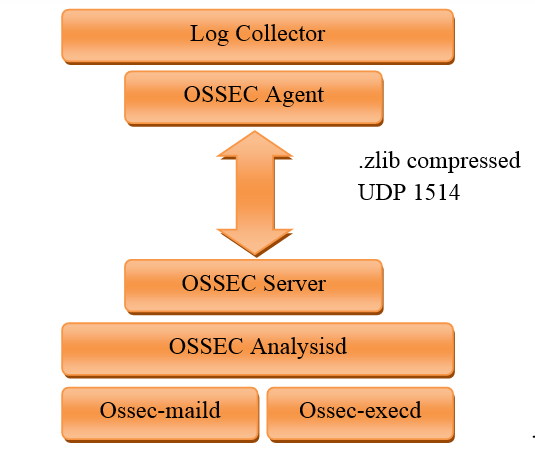 Log Collector
OSSEC Agent
.zlib compressed
UDP 1514
OSSEC Server
OSSEC Analysisd
Ossec-maild
Ossec-execd